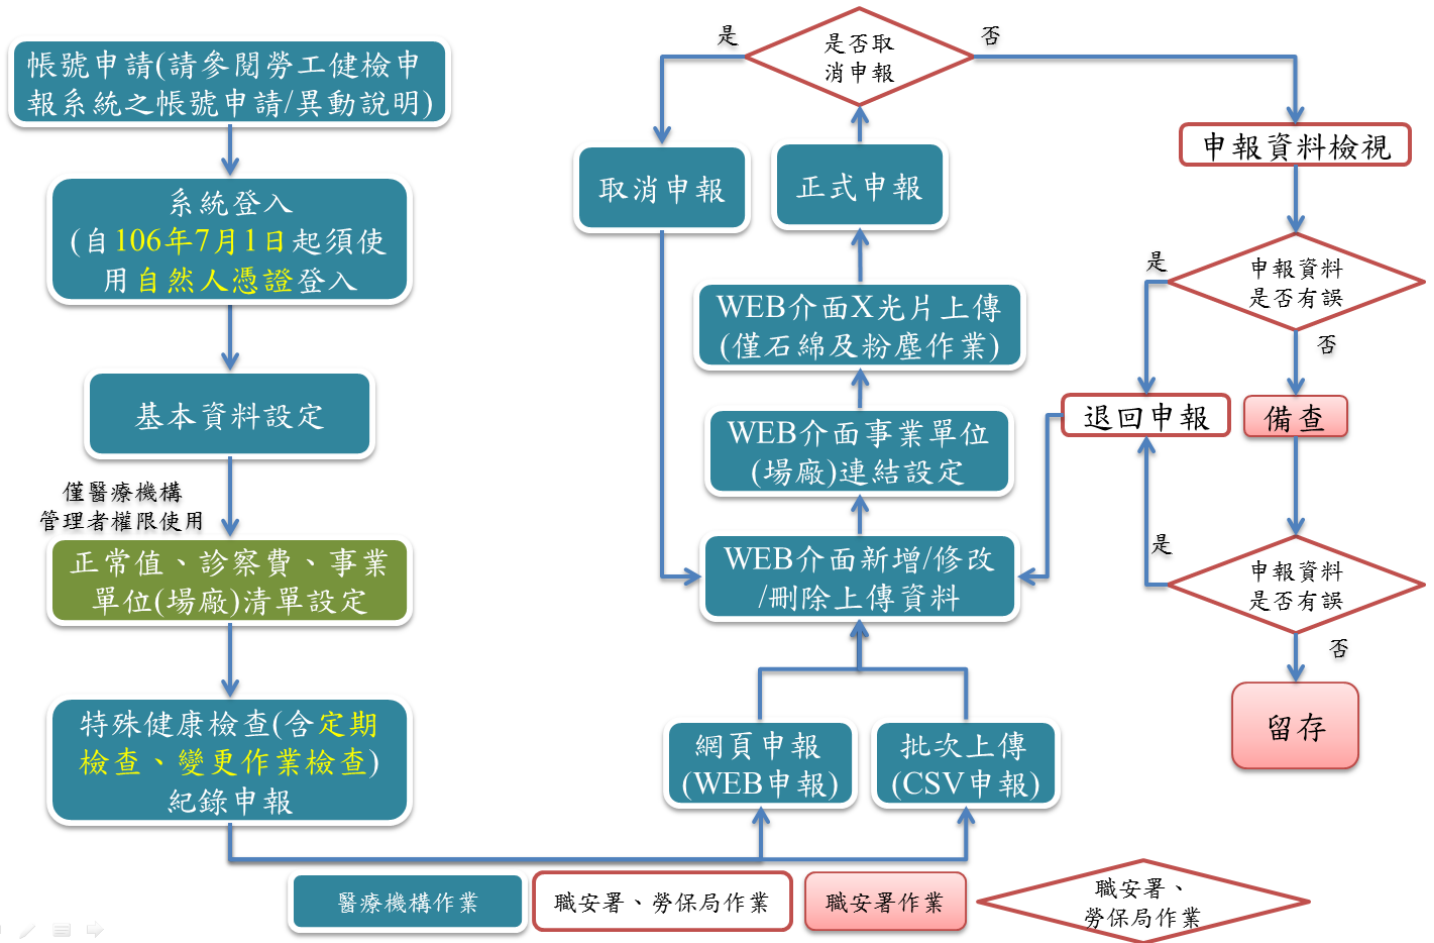 帳號申請(請參閱勞工健檢申
報系統之帳號申請/異動說明)
系統登入
(自106年7月1日起須使
用自然人憑證登入
基本資料設定
僅醫療機構
管理者權限使用
正常值、診察費、事業
單位(場廠)清單設定
特殊健康檢查(含定期
檢查、變更作業檢查)
紀錄申報
網頁申報
(WEB申報)
批次上傳
(CSV申報)
WEB介面新增/修改
/刪除上傳資料
WEB介面事業單位
(場廠)連結設定
WEB介面X光片上傳
(僅石綿及粉塵作業)
正式申報
是否取
消申報
是
取消申報
否
申報資料檢視
申報資料
是否有誤
是
退回申報
否
備查
申報資料
是否有誤
是
否
留存
醫療機構作業
職安署、勞保局作業
職安署作業
職安署、
勞保局作業